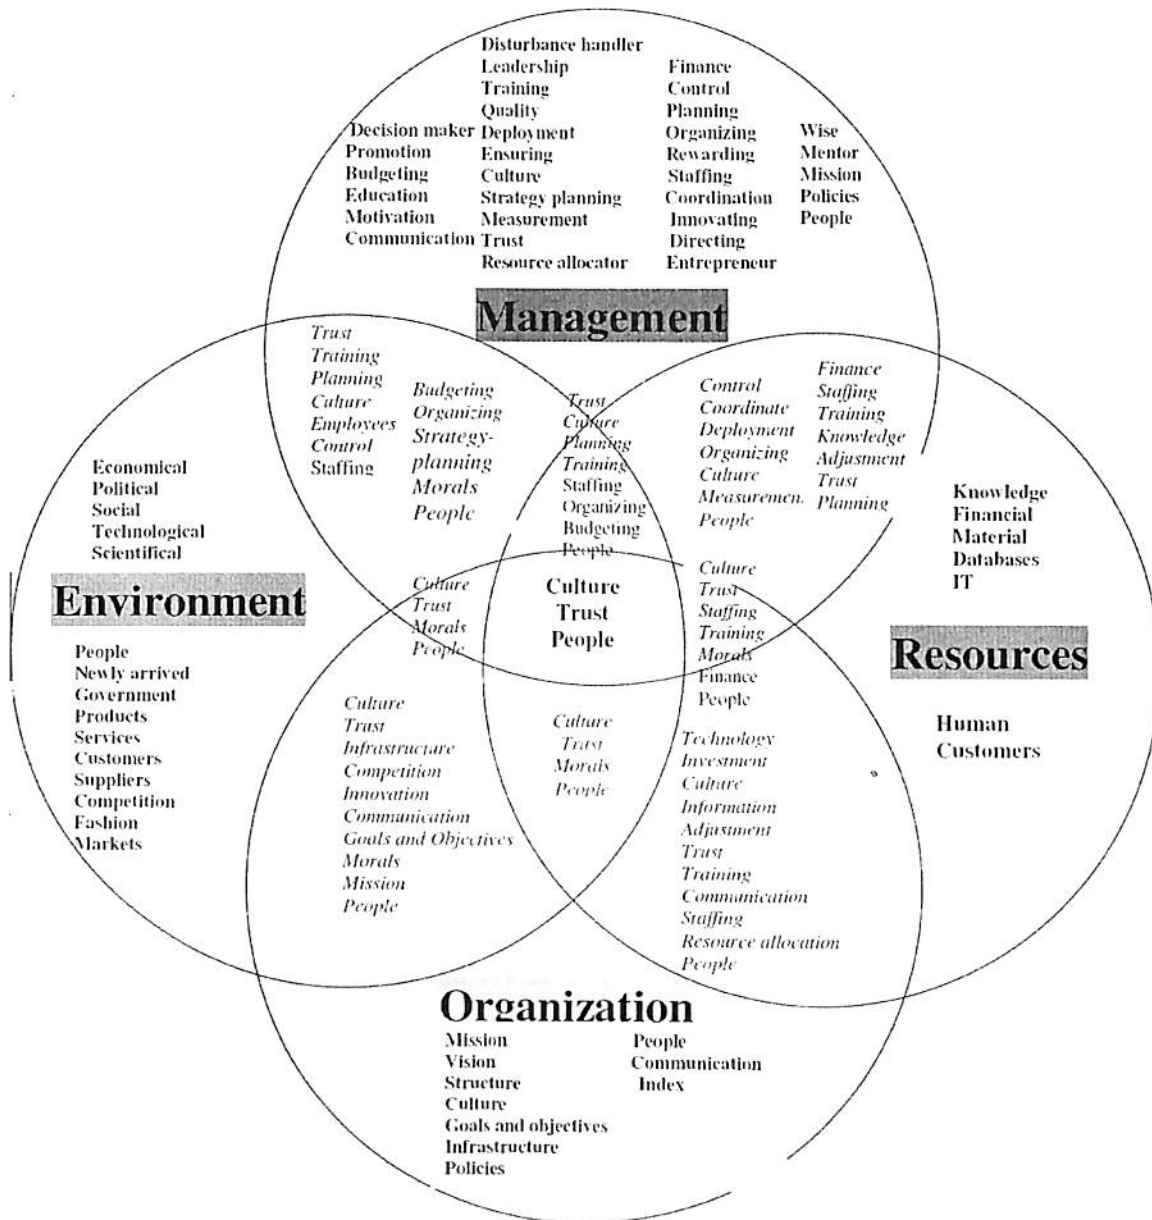 Disturbance handler
Leadership
Training
Quality
Deployment
Ensuring
Culture
Strategy planning
Measurement
Trust
Resource allocator
Decision maker
Promotion
Budgeting
Education
Motivation
Communication
Finance
Control
Planning
Organizing
Rewarding
Staffing
Coordination
Innovating
Directing
Entrepreneur
Wise
Mentor
Mission
Policies
People
Management
Trust
Training
Planning
Culture
Employees
Control
Staffing
Budgeting
Organizing
Strategy-
planning
Morals
People
Trust
Culture
Planning
Training
Staffing
Organizing
Budgeting
People
Control
Coordinate
Deployment
Organizing
Culture
Measuremen.
People
Finance
Staffing
Training
Knowledge
Adjustment
Trust
Planning
Economical
Political
Social
Technological
Scientifical
Environment
People
Newly arrived
Government
Products
Services
Customers
Suppliers
Competition
Fashion
Markets
Culture
Trust
Morals
People
Culture
Trust
People
Culture
Trust
Staffing
Training
Morals
Finance
People
Knowledge
Financial
Material
Databases
IT
Resources
Human
Customers
Culture
Trust
Infrastructure
Competition
Innovation
Communication
Goals and Objectives
Morals
Mission
People
Culture
Trust
Morals
People
Technology
Investment
Culture
Information
Adjustment
Trust
Training
Communication
Staffing
Resource allocation
People
Organization
Mission
Vision
Structure
Culture
Goals and objectives
Infrastructure
Policies
People
Communication
Index